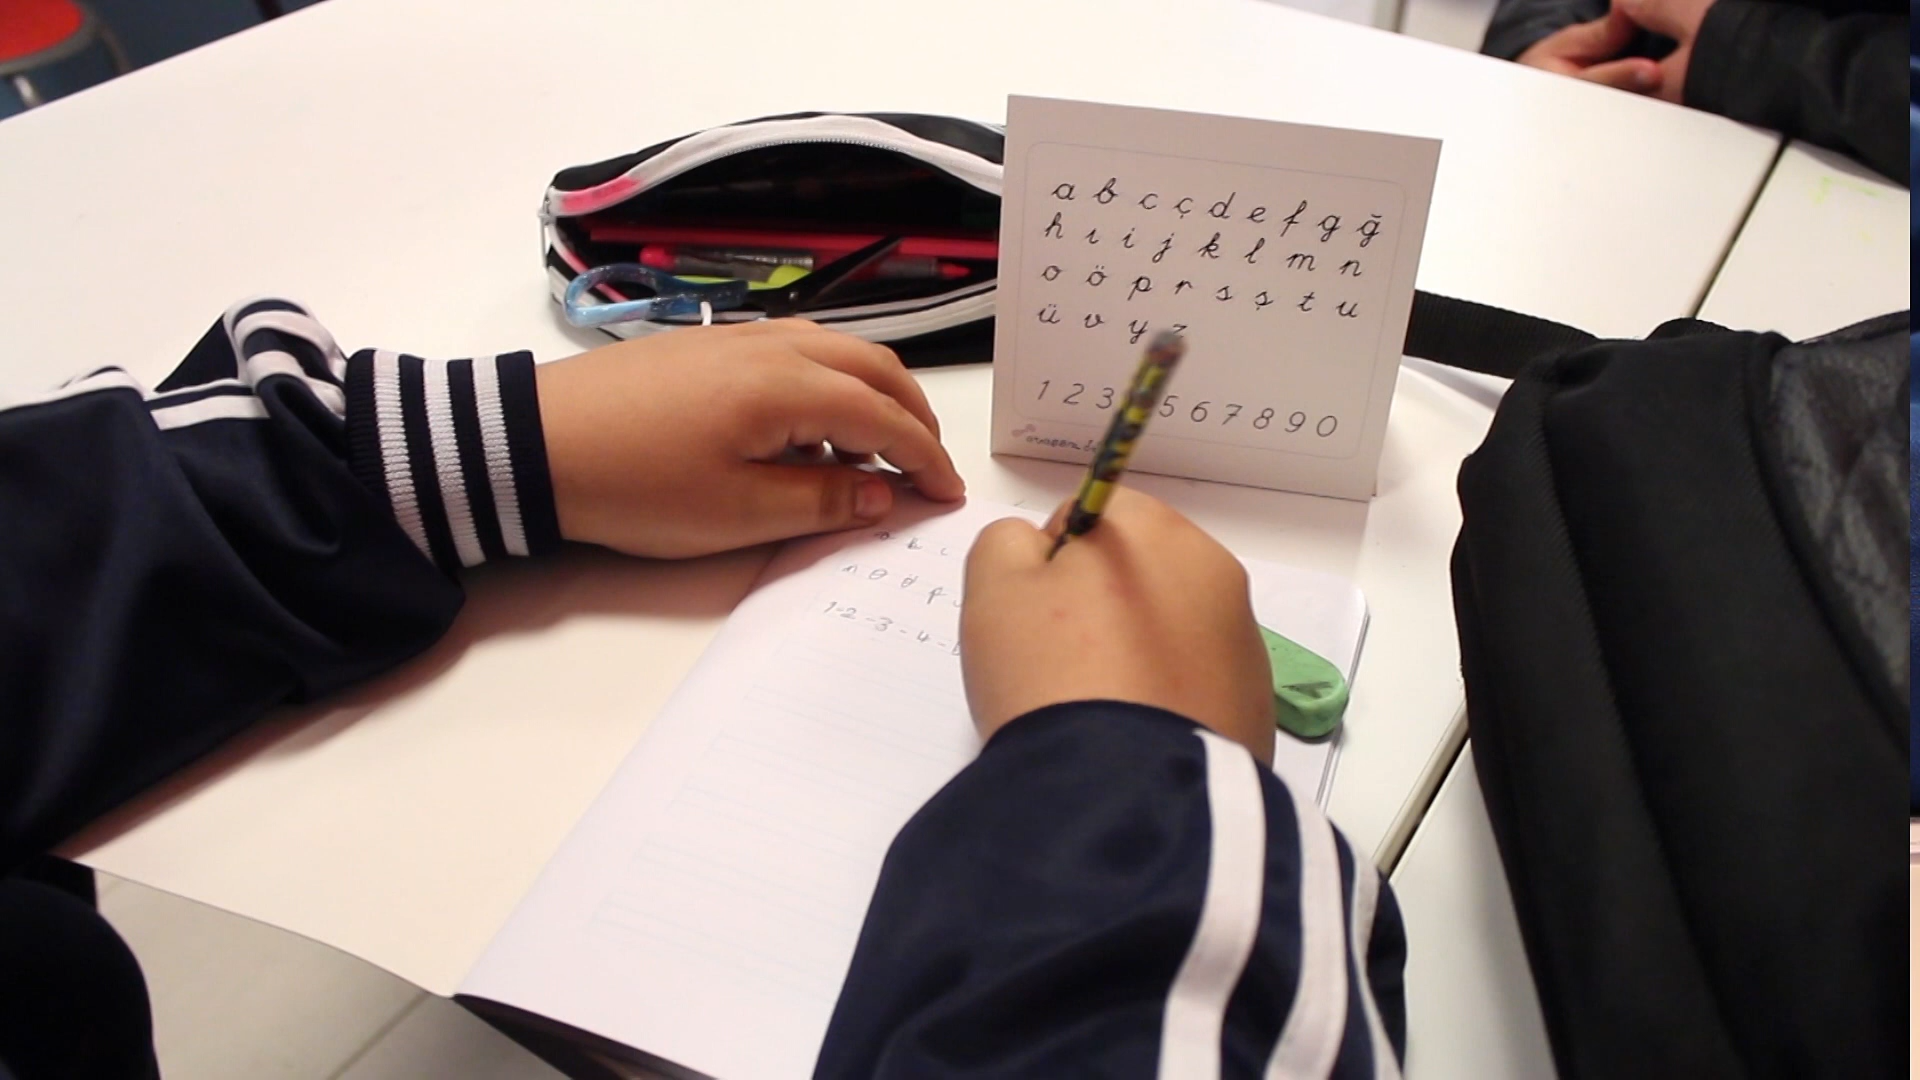 a b c ç d e f g ğ
h ı i j k l m n
o ö p r s ş t u
ü v y z
1 2 3 5 6 7 8 9 0
a b c
n o ö p
1-2-3-4-